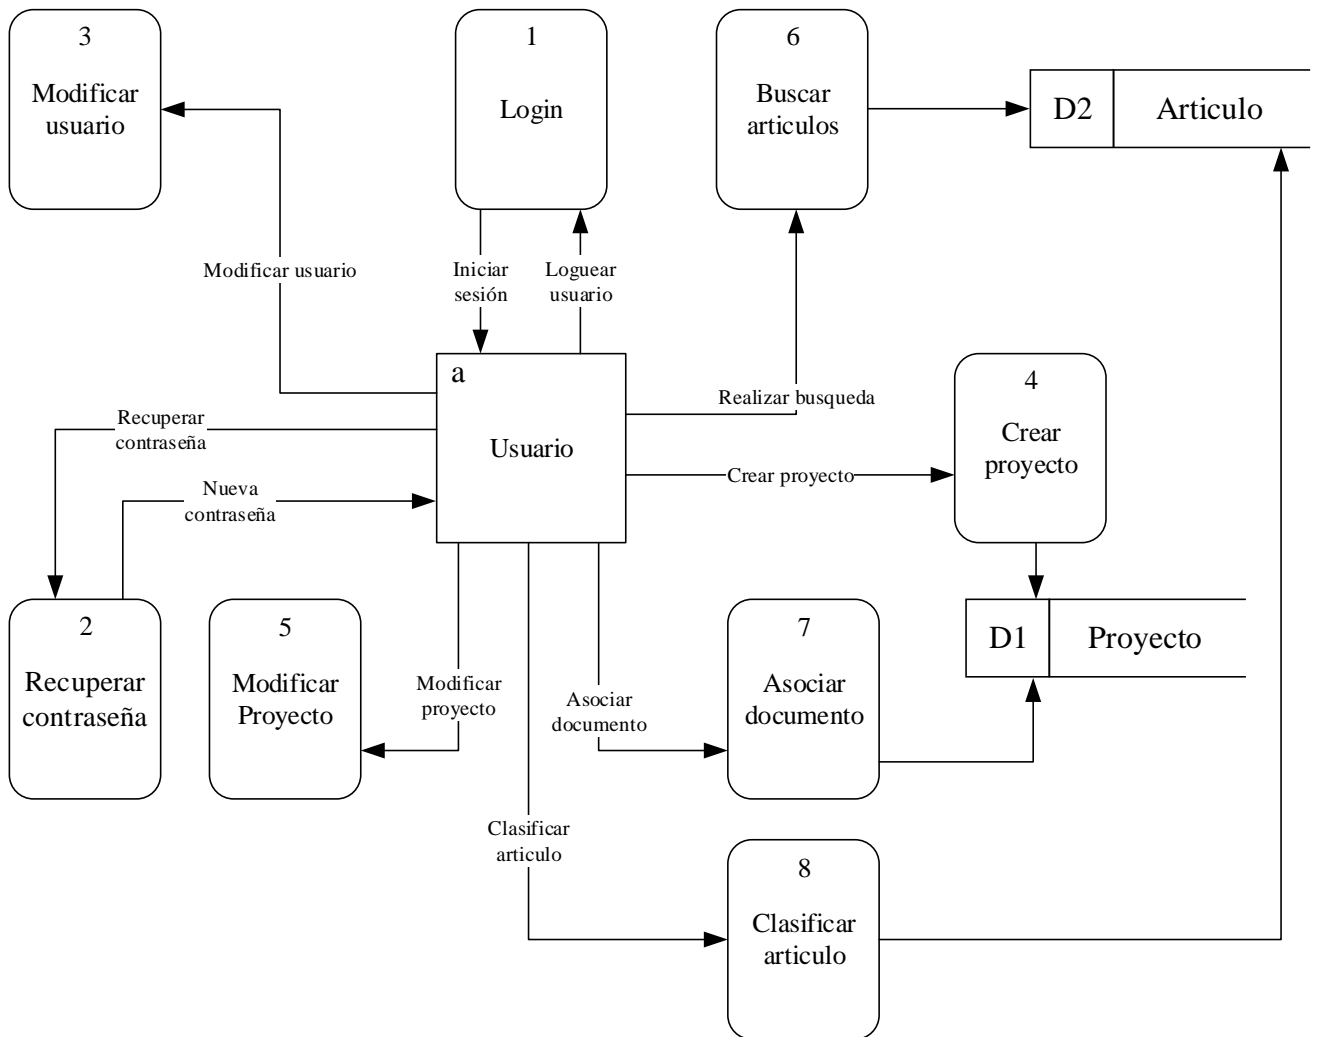 3
Modificar
usuario
1
Login
6
Buscar
articulos
D2
Articulo
Modificar usuario
Iniciar
sesión
Loguear
usuario
a
Usuario
Recuperar
contraseña
Nueva
contraseña
Realizar busqueda
Crear proyecto
4
Crear
proyecto
2
Recuperar
contraseña
5
Modificar
Proyecto
Modificar
proyecto
Asociar
documento
7
Asociar
documento
D1
Proyecto
Clasificar
articulo
8
Clasificar
articulo